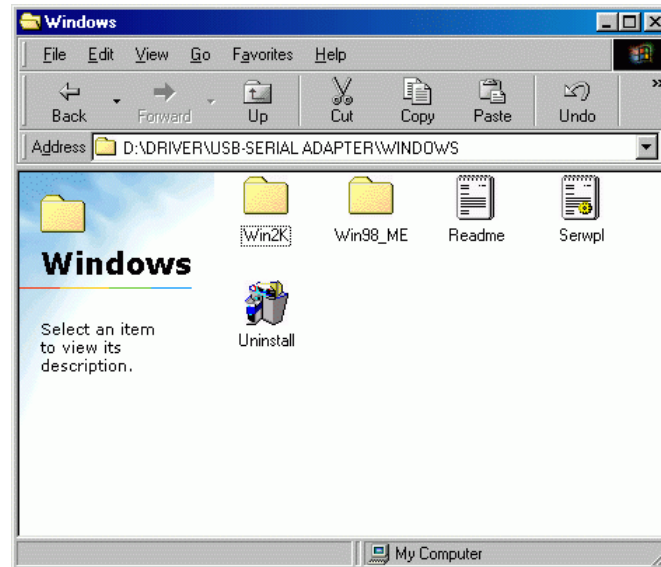 Windows
File Edit View Go Favorites Help
Back Forward Up Cut Copy Paste Undo
Address D:\DRIVER\USB-SERIAL ADAPTER\WINDOWS
Win2K Win98_ME Readme Serwpl
Windows
Uninstall
Select an item
to view its
description.
My Computer